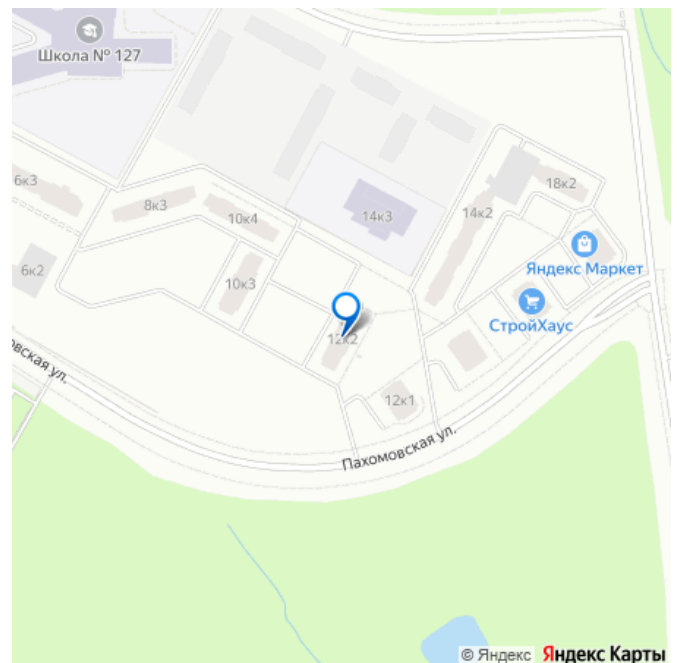 Школа № 127
6к3
8к3
10к4
14к3
14к2
18к2
Яндекс Маркет
6к2
10к3
СтройХаус
12к2
12к1
овская ул.
Пахомовская ул.
© Яндекс Яндекс Карты